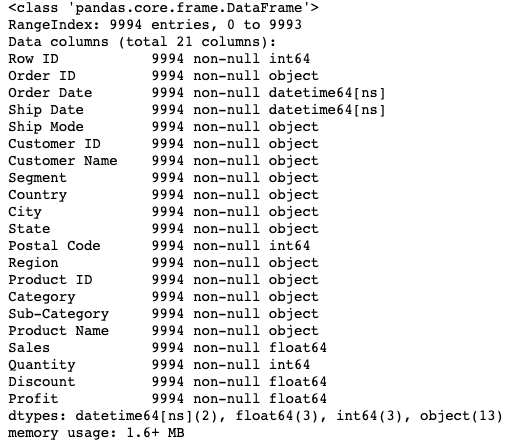 <class 'pandas.core.frame.DataFrame'>
RangeIndex: 9994 entries, 0 to 9993
Data columns (total 21 columns):
Row ID           9994 non-null int64
Order ID         9994 non-null object
Order Date       9994 non-null datetime64[ns]
Ship Date        9994 non-null datetime64[ns]
Ship Mode        9994 non-null object
Customer ID      9994 non-null object
Customer Name    9994 non-null object
Segment          9994 non-null object
Country          9994 non-null object
City             9994 non-null object
State            9994 non-null object
Postal Code      9994 non-null int64
Region           9994 non-null object
Product ID       9994 non-null object
Category         9994 non-null object
Sub-Category     9994 non-null object
Product Name     9994 non-null object
Sales            9994 non-null float64
Quantity         9994 non-null int64
Discount         9994 non-null float64
Profit           9994 non-null float64
dtypes: datetime64[ns](2), float64(3), int64(3), object(13)
memory usage: 1.6+ MB